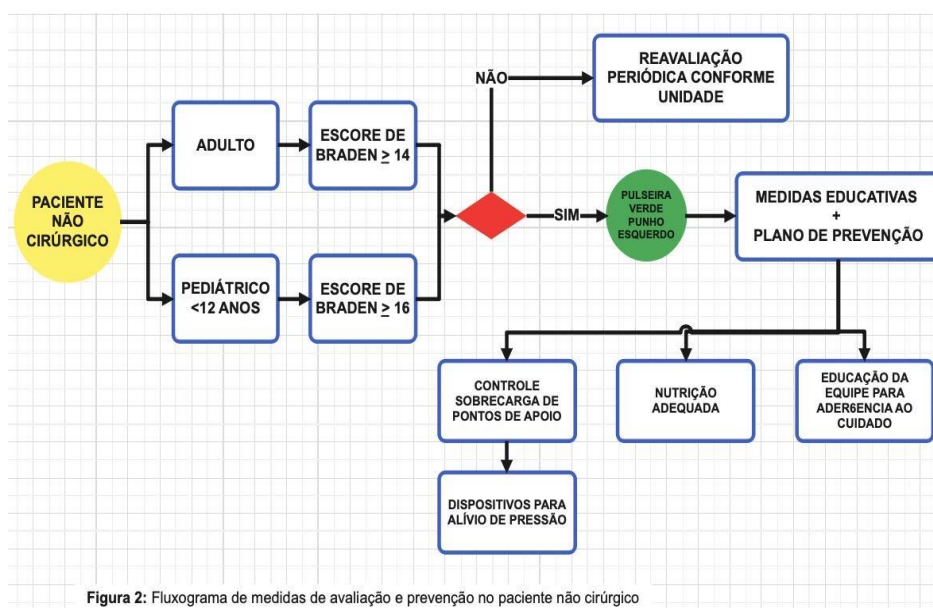 NÃO
REAVALIAÇÃO
PERIÓDICA CONFORME
UNIDADE
ADULTO
ESCORE DE
BRADEN ≥ 14
PACIENTE
NÃO
CIRÚRGICO
SIM
PULSEIRA
VERDE
PUNHO
ESQUERDO
MEDIDAS EDUCATIVAS
+
PLANO DE PREVENÇÃO
PEDIÁTRICO
<12 ANOS
ESCORE DE
BRADEN ≥ 16
CONTROLE
SOBRECARGA DE
PONTOS DE APOIO
NUTRIÇÃO
ADEQUADA
EDUCAÇÃO DA
EQUIPE PARA
ADER6ENCIA AO
CUIDADO
DISPOSITIVOS PARA
ALÍVIO DE PRESSÃO
Figura 2: Fluxograma de medidas de avaliação e prevenção no paciente não cirúrgico